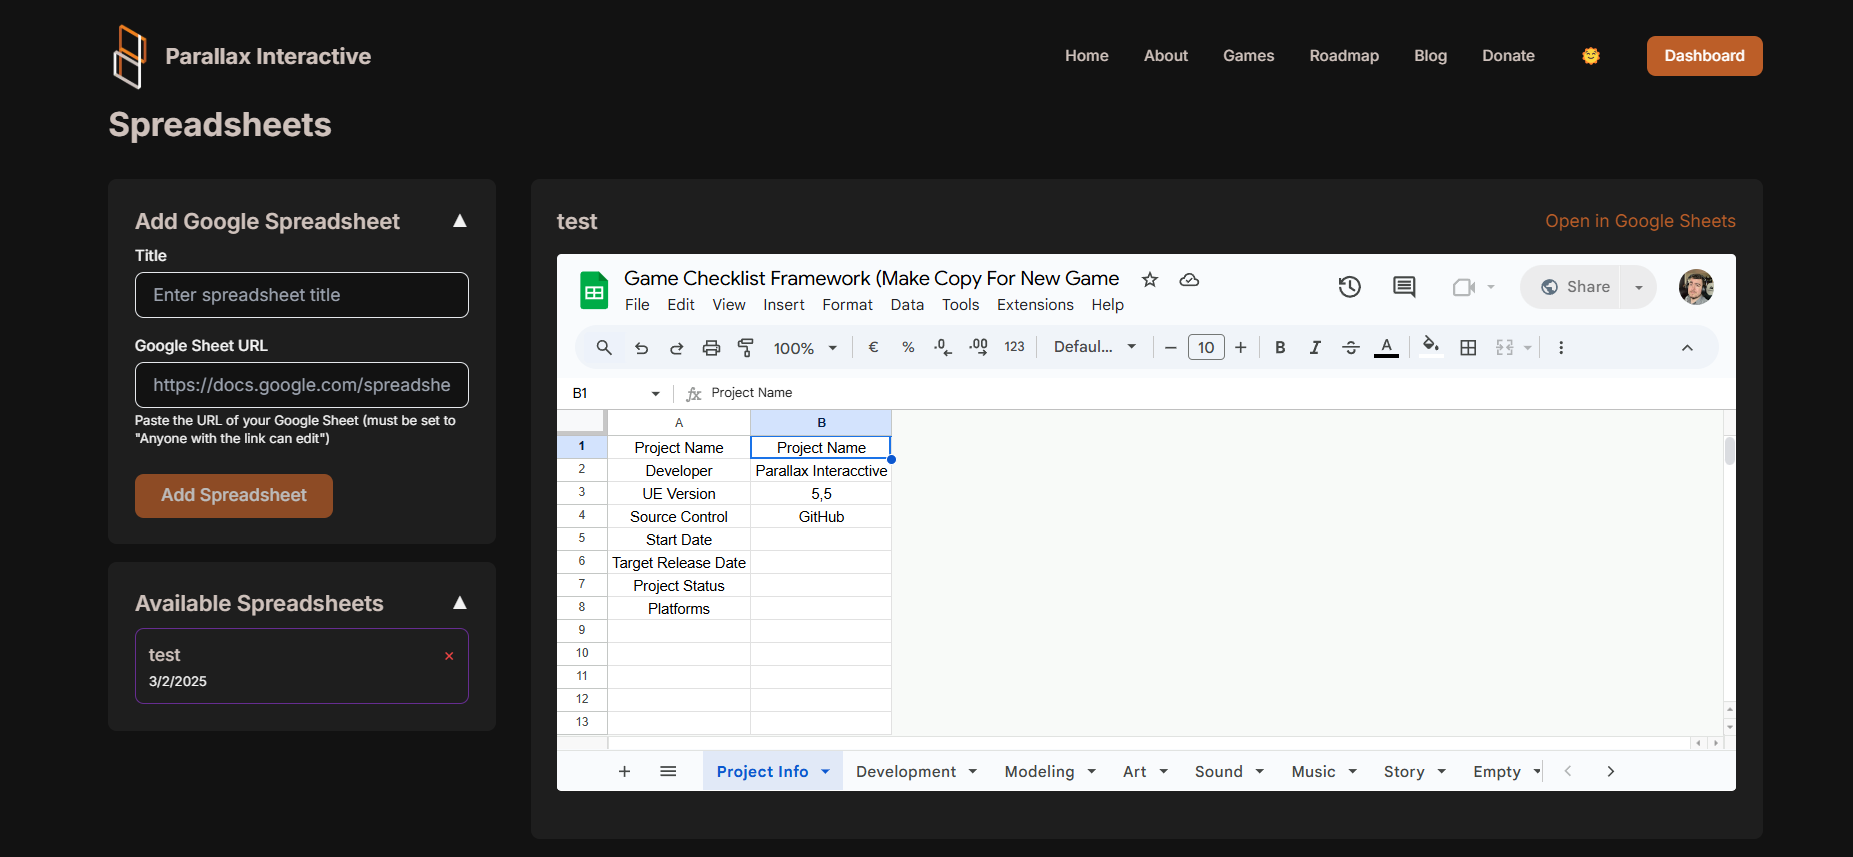 Parallax Interactive
Home
About
Games
Roadmap
Blog
Donate
Dashboard
Spreadsheets
Add Google Spreadsheet
Title
Enter spreadsheet title
Google Sheet URL
https://docs.google.com/spreadshe
Paste the URL of your Google Sheet (must be set to
"Anyone with the link can edit")
Add Spreadsheet
Available Spreadsheets
test
3/2/2025
test
Open in Google Sheets
Game Checklist Framework (Make Copy For New Game
File Edit View Insert Format Data Tools Extensions Help
Share
100% € % .0 .00 123 Defaul... 10 B I A
B1 fx Project Name
A B
1 Project Name Project Name
2 Developer Parallax Interacctive
3 UE Version 5,5
4 Source Control GitHub
5 Start Date
6 Target Release Date
7 Project Status
8 Platforms
9
10
11
12
13
Project Info Development Modeling Art Sound Music Story Empty